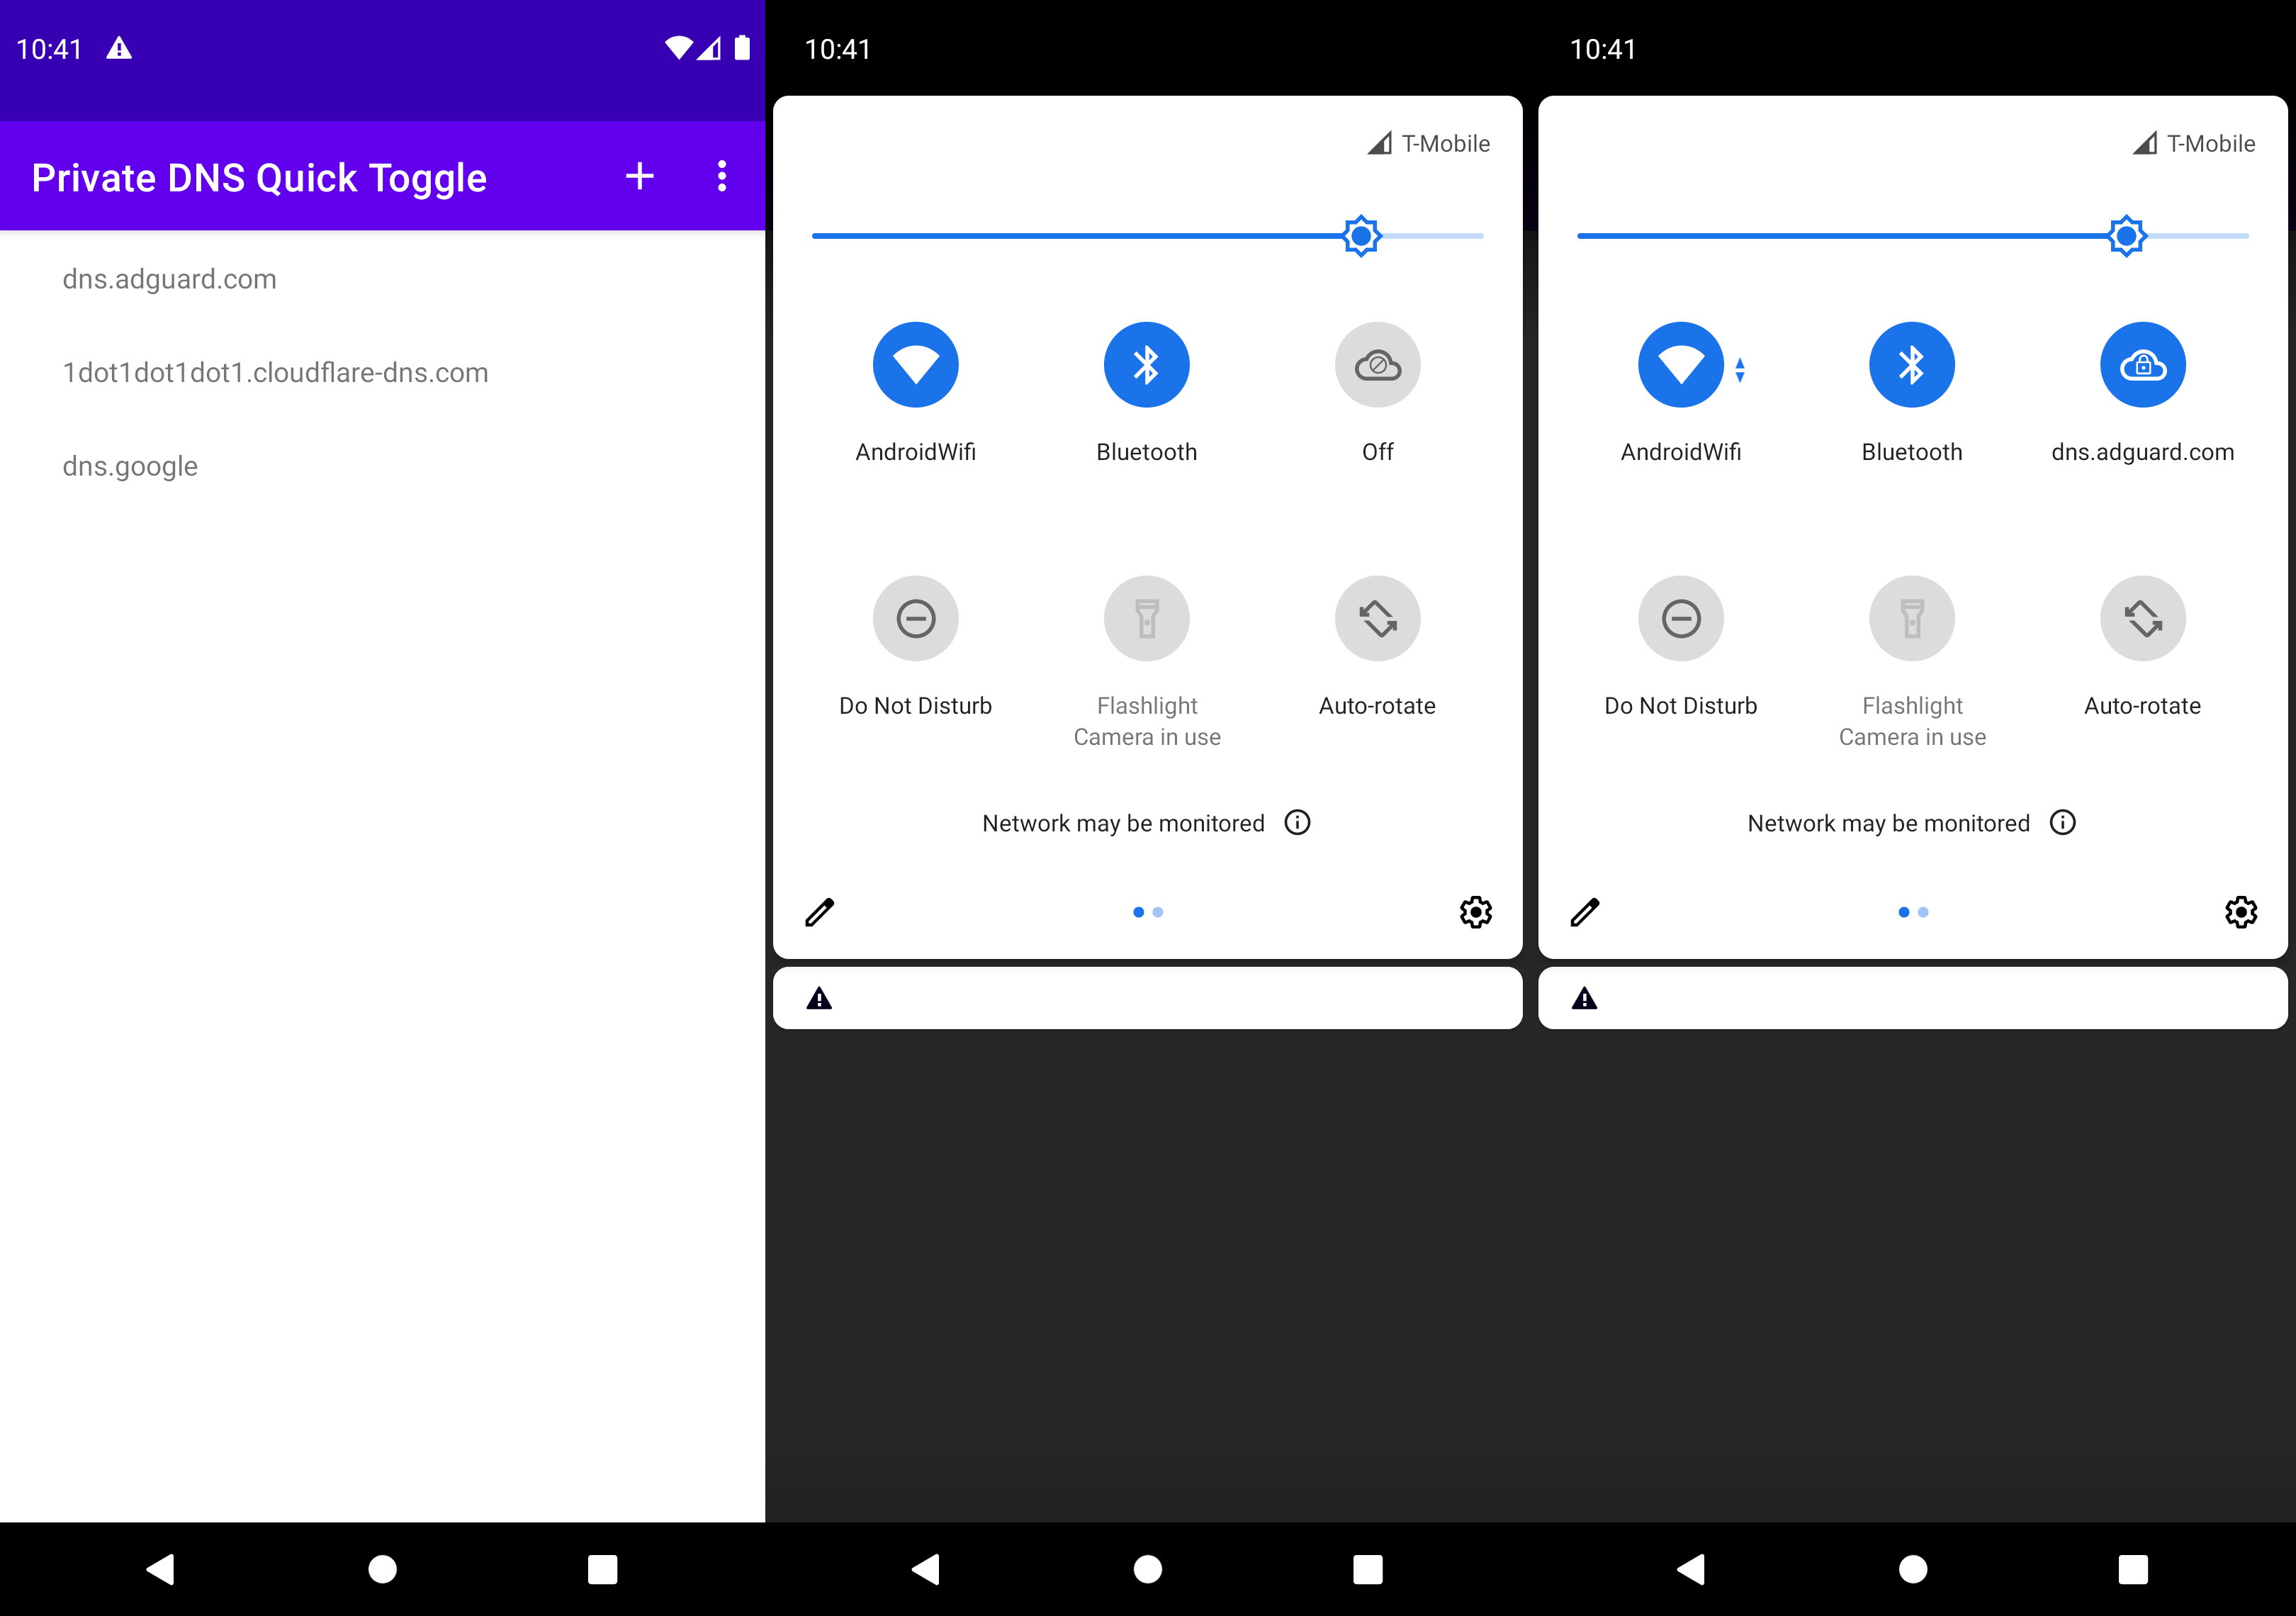 10:41
Private DNS Quick Toggle
dns.adguard.com
1dot1dot1dot1.cloudflare-dns.com
dns.google
10:41
T-Mobile
AndroidWifi
Bluetooth
Off
Do Not Disturb
Flashlight
Camera in use
Auto-rotate
Network may be monitored
10:41
T-Mobile
AndroidWifi
Bluetooth
dns.adguard.com
Do Not Disturb
Flashlight
Camera in use
Auto-rotate
Network may be monitored